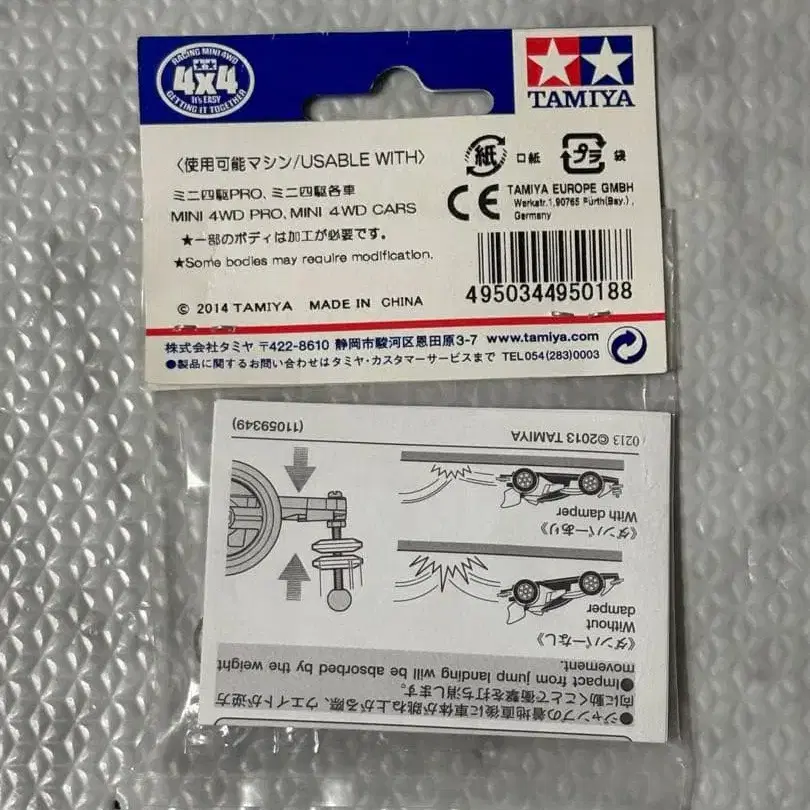 RACING MINI 4WD
4x4
It's EASY
GETTING IT TOGETHER
TAMIYA
〈使用可能マシン/USABLE WITH〉
ミニ四駆PRO、ミニ四駆各車
MINI 4WD PRO、MINI 4WD CARS
★一部のボディは加工が必要です。
★Some bodies may require modification.
© 2014 TAMIYA MADE IN CHINA
紙 口紙
プラ 袋
CE TAMIYA EUROPE GMBH
Werkstr.1,90765 Fürth(Bay.),
Germany
4950344950188
株式会社タミヤ 〒422-8610 静岡市駿河区恩田原3-7 www.tamiya.com
●製品に関するお問い合わせはタミヤ・カスタマーサービスまで TEL054(283)0003
●ジャンプの着地直後に車体が跳ね上がる際、ウエイトが逆方
向に動くことで衝撃を打ち消します。
●Impact from jump landing will be absorbed by the weight
movement.
《ダンパーなし》
Without
damper
《ダンパーあり》
With damper
0213 ©2013 TAMIYA
(11059349)